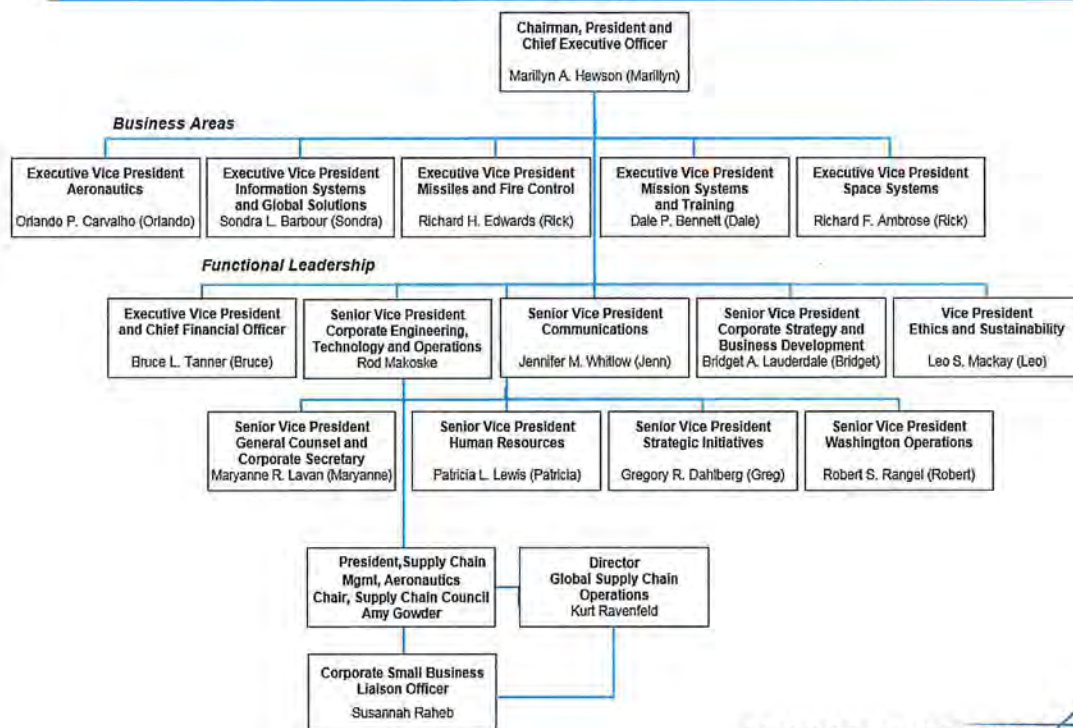 Chairman, President and
Chief Executive Officer
Marillyn A. Hewson (Marillyn)
Business Areas
Executive Vice President
Aeronautics
Orlando P. Carvalho (Orlando)
Executive Vice President
Information Systems
and Global Solutions
Sondra L. Barbour (Sondra)
Executive Vice President
Missiles and Fire Control
Richard H. Edwards (Rick)
Executive Vice President
Mission Systems
and Training
Dale P. Bennett (Dale)
Executive Vice President
Space Systems
Richard F. Ambrose (Rick)
Functional Leadership
Executive Vice President
and Chief Financial Officer
Bruce L. Tanner (Bruce)
Senior Vice President
Corporate Engineering,
Technology and Operations
Rod Makoske
Senior Vice President
Communications
Jennifer M. Whitlow (Jenn)
Senior Vice President
Corporate Strategy and
Business Development
Bridget A. Lauderdale (Bridget)
Vice President
Ethics and Sustainability
Leo S. Mackay (Leo)
Senior Vice President
General Counsel and
Corporate Secretary
Maryanne R. Lavan (Maryanne)
Senior Vice President
Human Resources
Patricia L. Lewis (Patricia)
Senior Vice President
Strategic Initiatives
Gregory R. Dahlberg (Greg)
Senior Vice President
Washington Operations
Robert S. Rangel (Robert)
President, Supply Chain
Mgmt, Aeronautics
Chair, Supply Chain Council
Amy Gowder
Director
Global Supply Chain
Operations
Kurt Ravenfeld
Corporate Small Business
Liaison Officer
Susannah Raheb